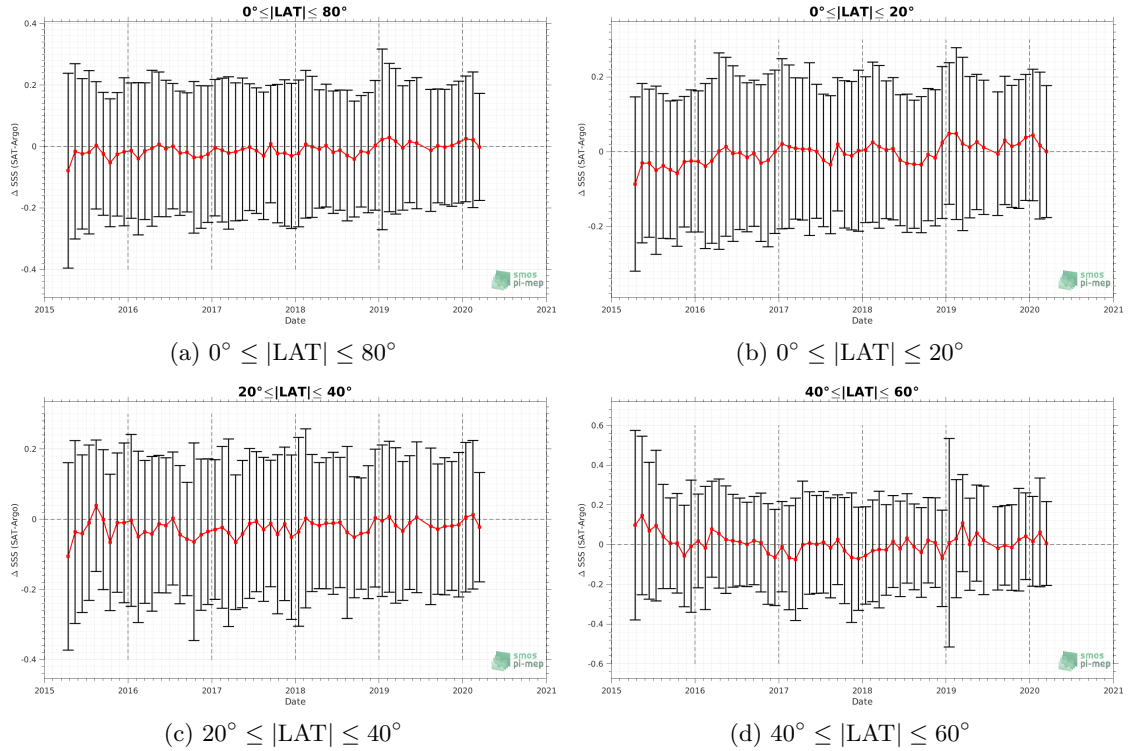 0°≤|LAT|≤ 80°
0.4
0.2
0
-0.2
-0.4
Δ SSS (SAT-Argo)
smos
pi-mep
2015 2016 2017 2018 2019 2020 2021
Date
(a) 0° ≤ |LAT| ≤ 80°
0°≤|LAT|≤ 20°
0.2
0
-0.2
Δ SSS (SAT-Argo)
smos
pi-mep
2015 2016 2017 2018 2019 2020 2021
Date
(b) 0° ≤ |LAT| ≤ 20°
20°≤|LAT|≤ 40°
0.2
0
-0.2
-0.4
Δ SSS (SAT-Argo)
smos
pi-mep
2015 2016 2017 2018 2019 2020 2021
Date
(c) 20° ≤ |LAT| ≤ 40°
40°≤|LAT|≤ 60°
0.6
0.4
0.2
0
-0.2
-0.4
-0.6
Δ SSS (SAT-Argo)
smos
pi-mep
2015 2016 2017 2018 2019 2020 2021
Date
(d) 40° ≤ |LAT| ≤ 60°